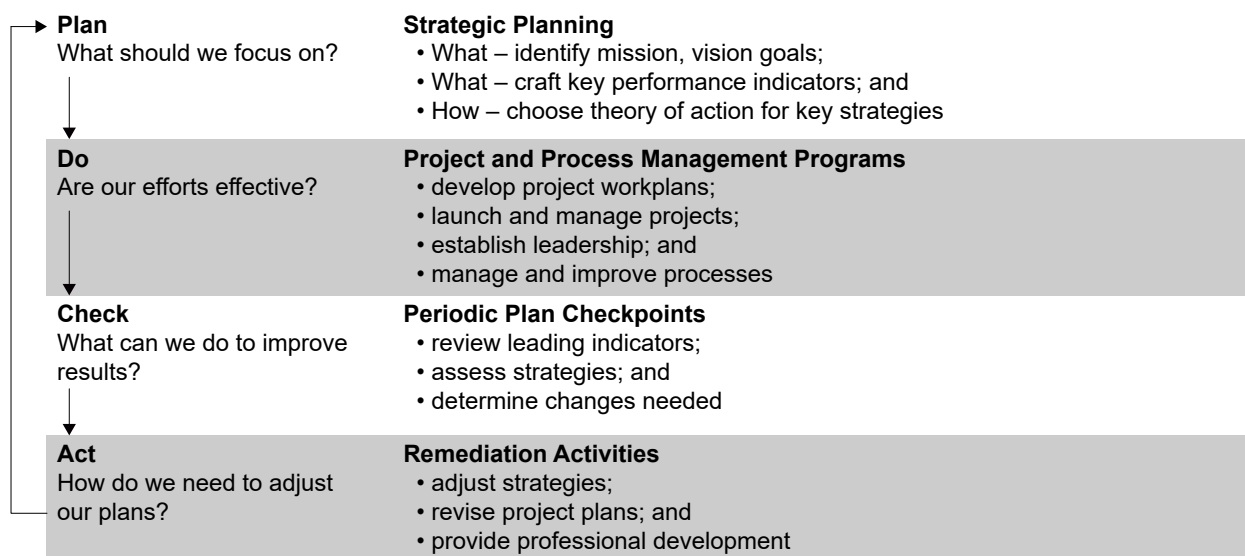 Plan
What should we focus on?
Strategic Planning
• What – identify mission, vision goals;
• What – craft key performance indicators; and
• How – choose theory of action for key strategies
Do
Are our efforts effective?
Project and Process Management Programs
• develop project workplans;
• launch and manage projects;
• establish leadership; and
• manage and improve processes
Check
What can we do to improve
results?
Periodic Plan Checkpoints
• review leading indicators;
• assess strategies; and
• determine changes needed
Act
How do we need to adjust
our plans?
Remediation Activities
• adjust strategies;
• revise project plans; and
• provide professional development